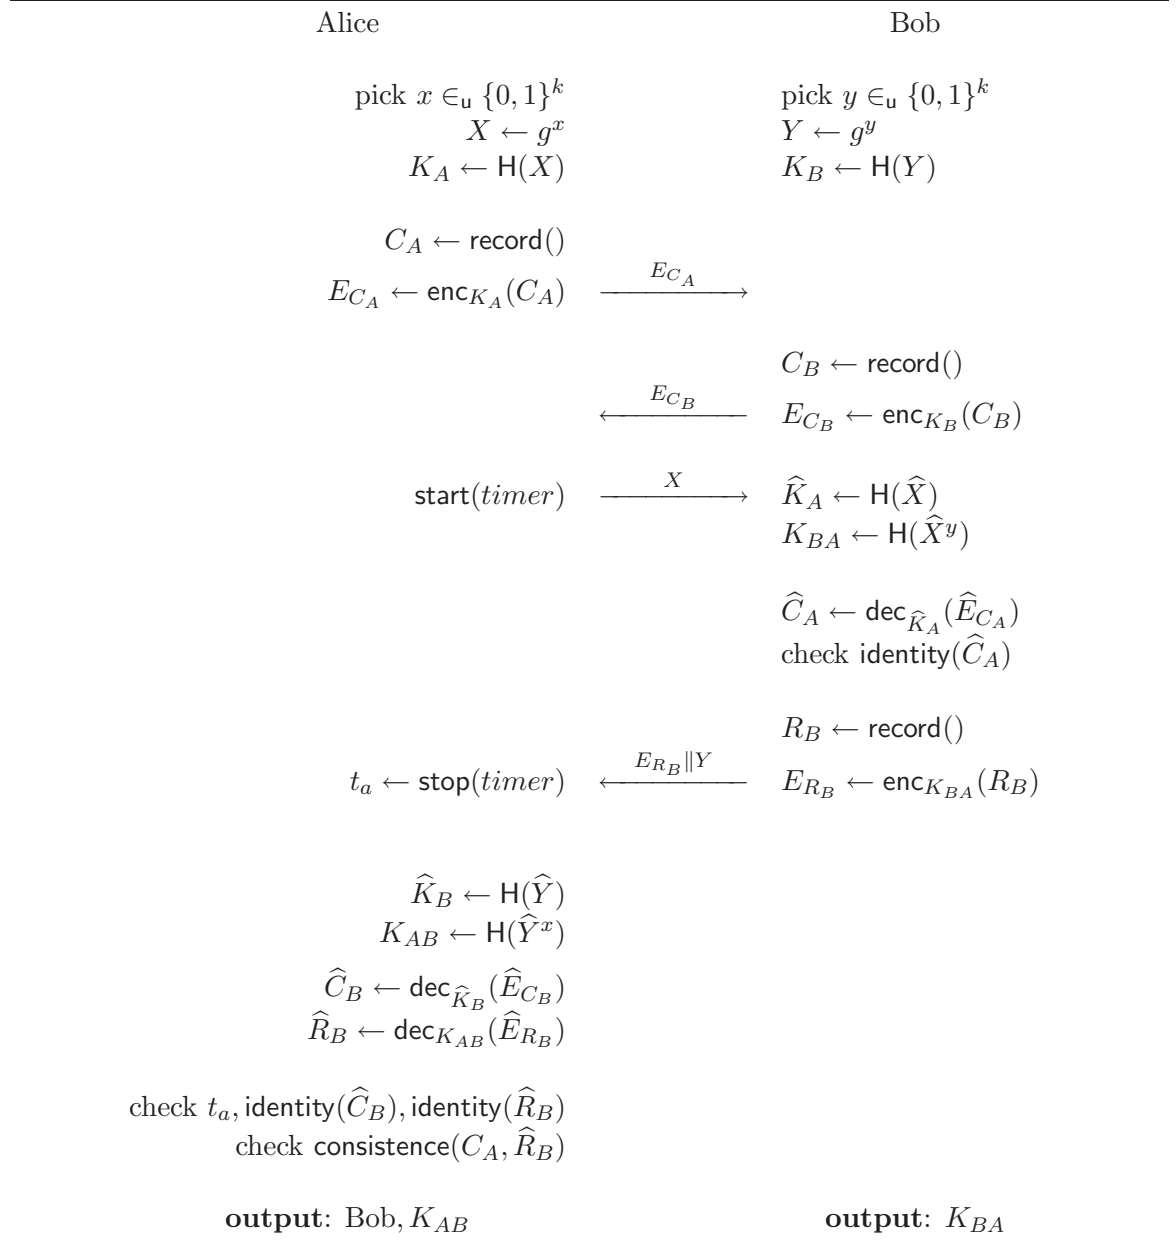 Alice Bob
pick x ∈_u {0, 1}^k pick y ∈_u {0, 1}^k
X ← g^x Y ← g^y
K_A ← H(X) K_B ← H(Y)
C_A ← record()
E_{C_A} ← enc_{K_A}(C_A) E_{C_A}
C_B ← record()
E_{C_B} E_{C_B} ← enc_{K_B}(C_B)
start(timer) X K̂_A ← H(X̂)
K_{BA} ← H(X̂^y)
Ĉ_A ← dec_{K̂_A}(Ê_{C_A})
check identity(Ĉ_A)
R_B ← record()
t_a ← stop(timer) E_{R_B}‖Y E_{R_B} ← enc_{K_{BA}}(R_B)
K̂_B ← H(Ŷ)
K_{AB} ← H(Ŷ^x)
Ĉ_B ← dec_{K̂_B}(Ê_{C_B})
R̂_B ← dec_{K_{AB}}(Ê_{R_B})
check t_a, identity(Ĉ_B), identity(R̂_B)
check consistence(C_A, R̂_B)
output: Bob, K_{AB} output: K_{BA}